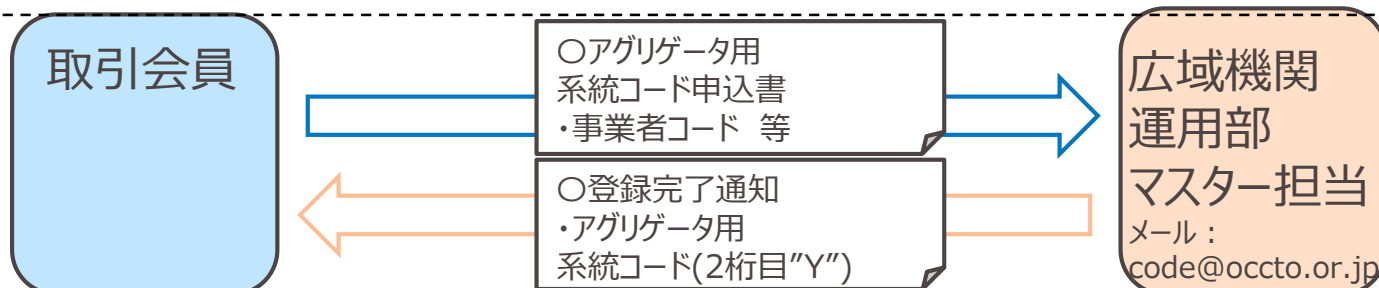 取引会員
〇アグリゲータ用
系統コード申込書
・事業者コード 等
〇登録完了通知
・アグリゲータ用
系統コード(2桁目”Y”)
広域機関
運用部
マスター担当
メール：
code@occto.or.jp